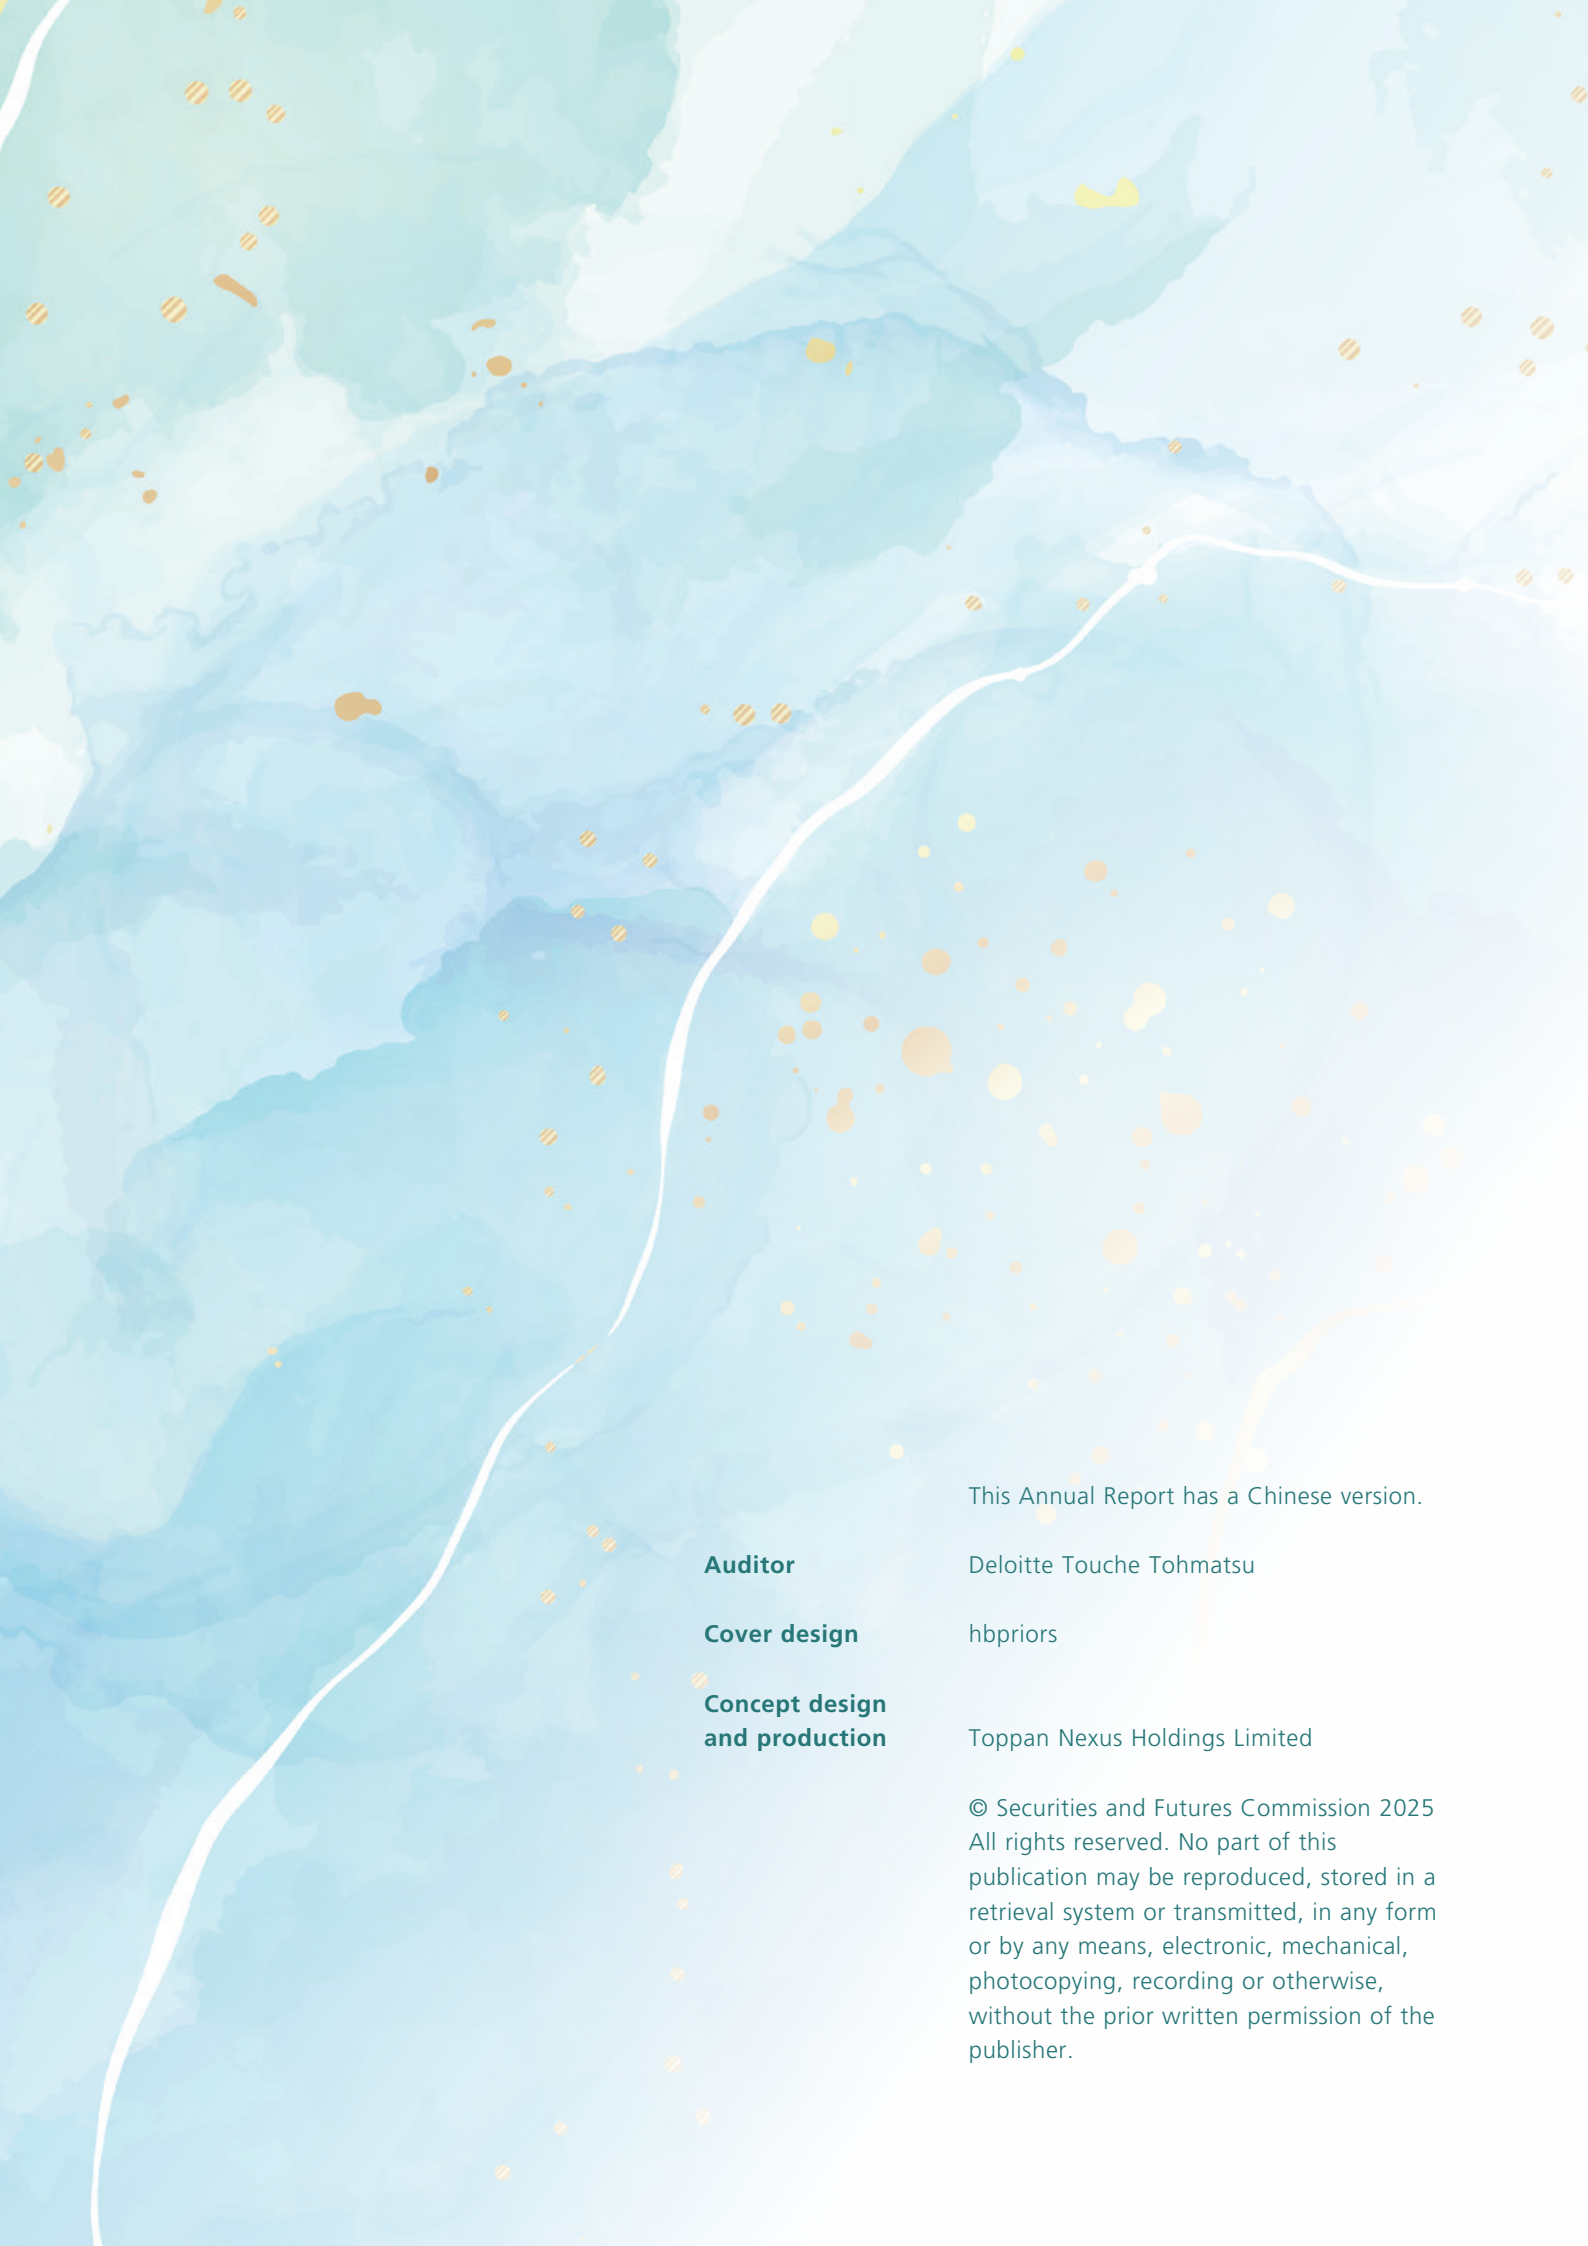 This Annual Report has a Chinese version.
Auditor Deloitte Touche Tohmatsu
Cover design hbpriors
Concept design
and production Toppan Nexus Holdings Limited
© Securities and Futures Commission 2025
All rights reserved. No part of this
publication may be reproduced, stored in a
retrieval system or transmitted, in any form
or by any means, electronic, mechanical,
photocopying, recording or otherwise,
without the prior written permission of the
publisher.